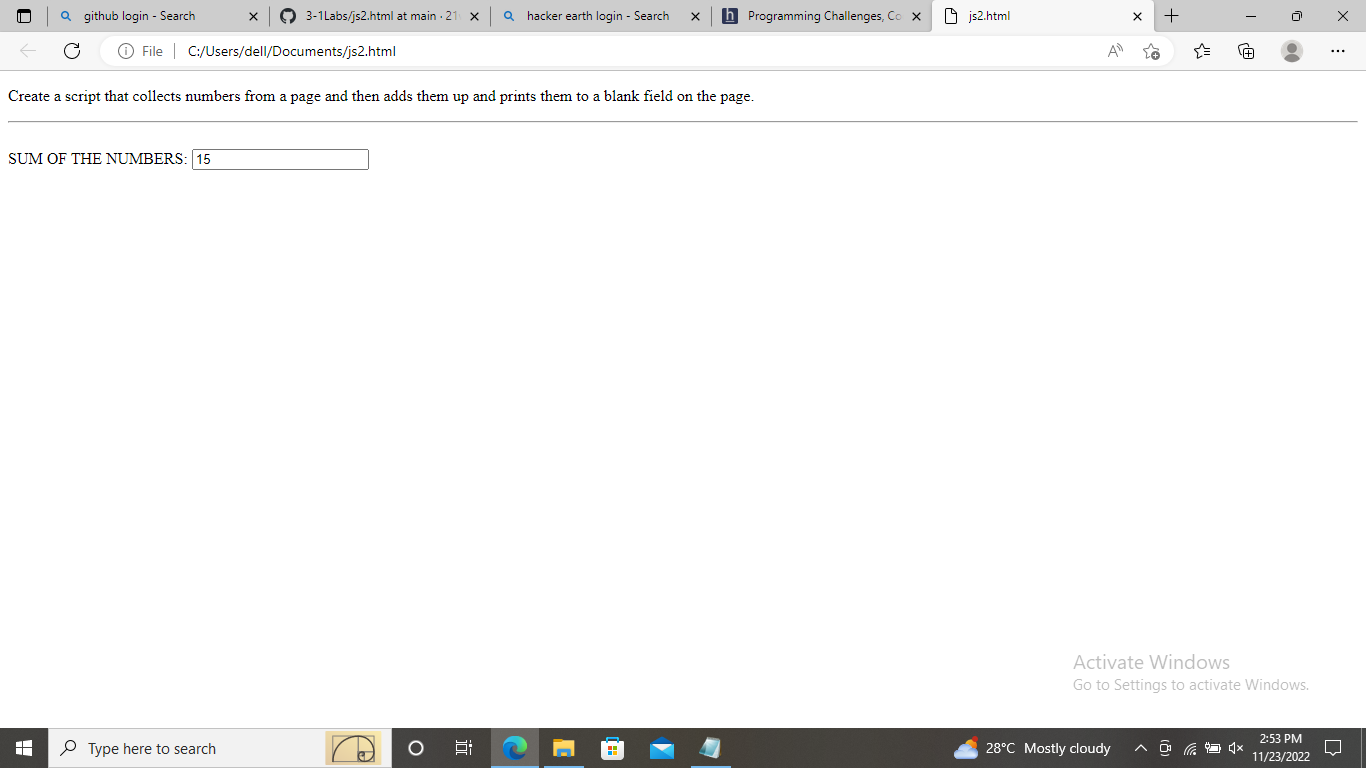 github login - Search
3-1Labs/js2.html at main · 21
hacker earth login - Search
h Programming Challenges, Co
js2.html
File
C:/Users/dell/Documents/js2.html
Create a script that collects numbers from a page and then adds them up and prints them to a blank field on the page.
SUM OF THE NUMBERS: 15
Activate Windows
Go to Settings to activate Windows.
Type here to search
28°C Mostly cloudy
2:53 PM
11/23/2022